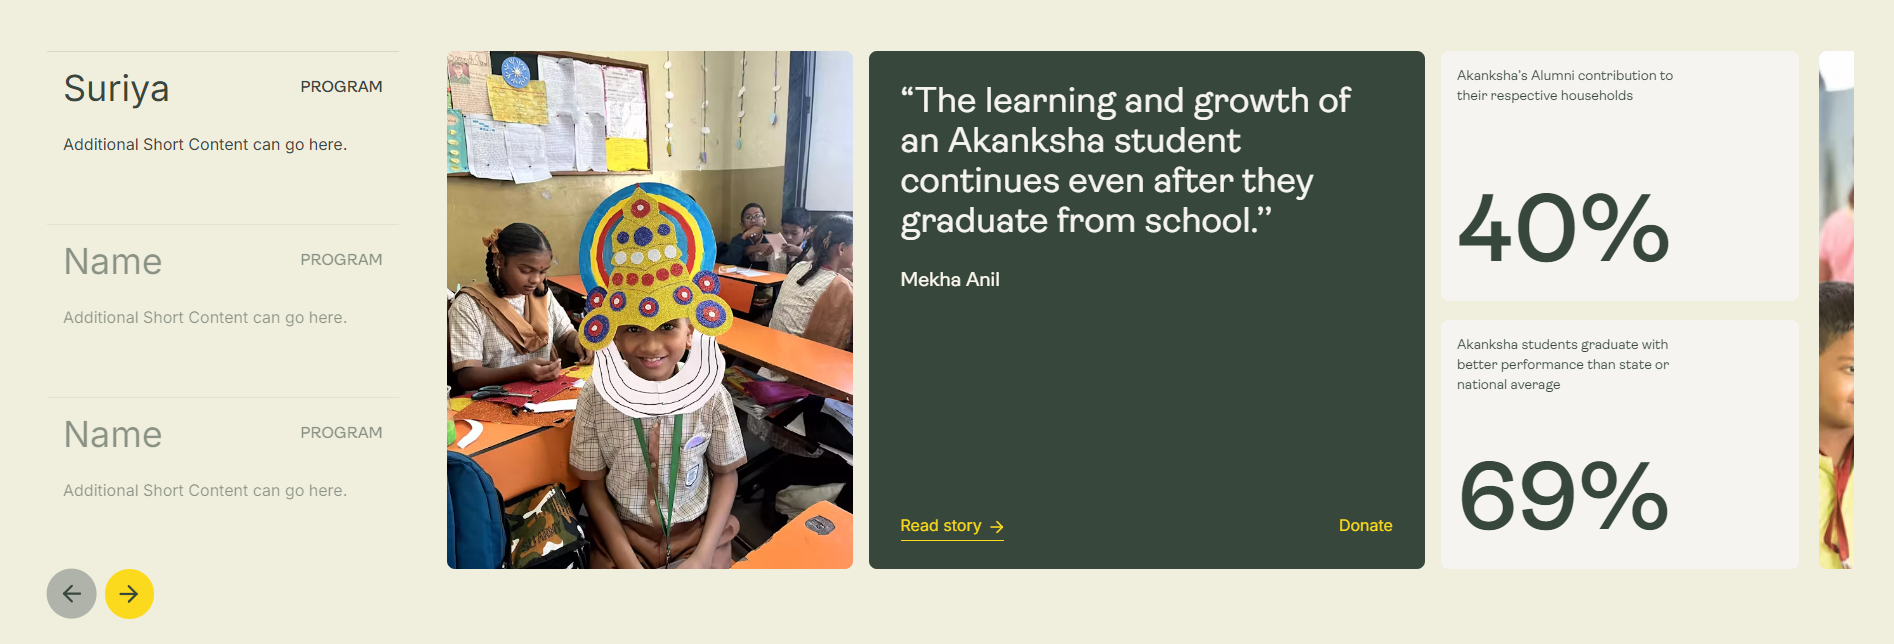 Suriya
PROGRAM
Additional Short Content can go here.
Name
PROGRAM
Additional Short Content can go here.
Name
PROGRAM
Additional Short Content can go here.
“The learning and growth of
an Akanksha student
continues even after they
graduate from school.”
Mekha Anil
Read story →
Donate
Akanksha's Alumni contribution to
their respective households
40%
Akanksha students graduate with
better performance than state or
national average
69%